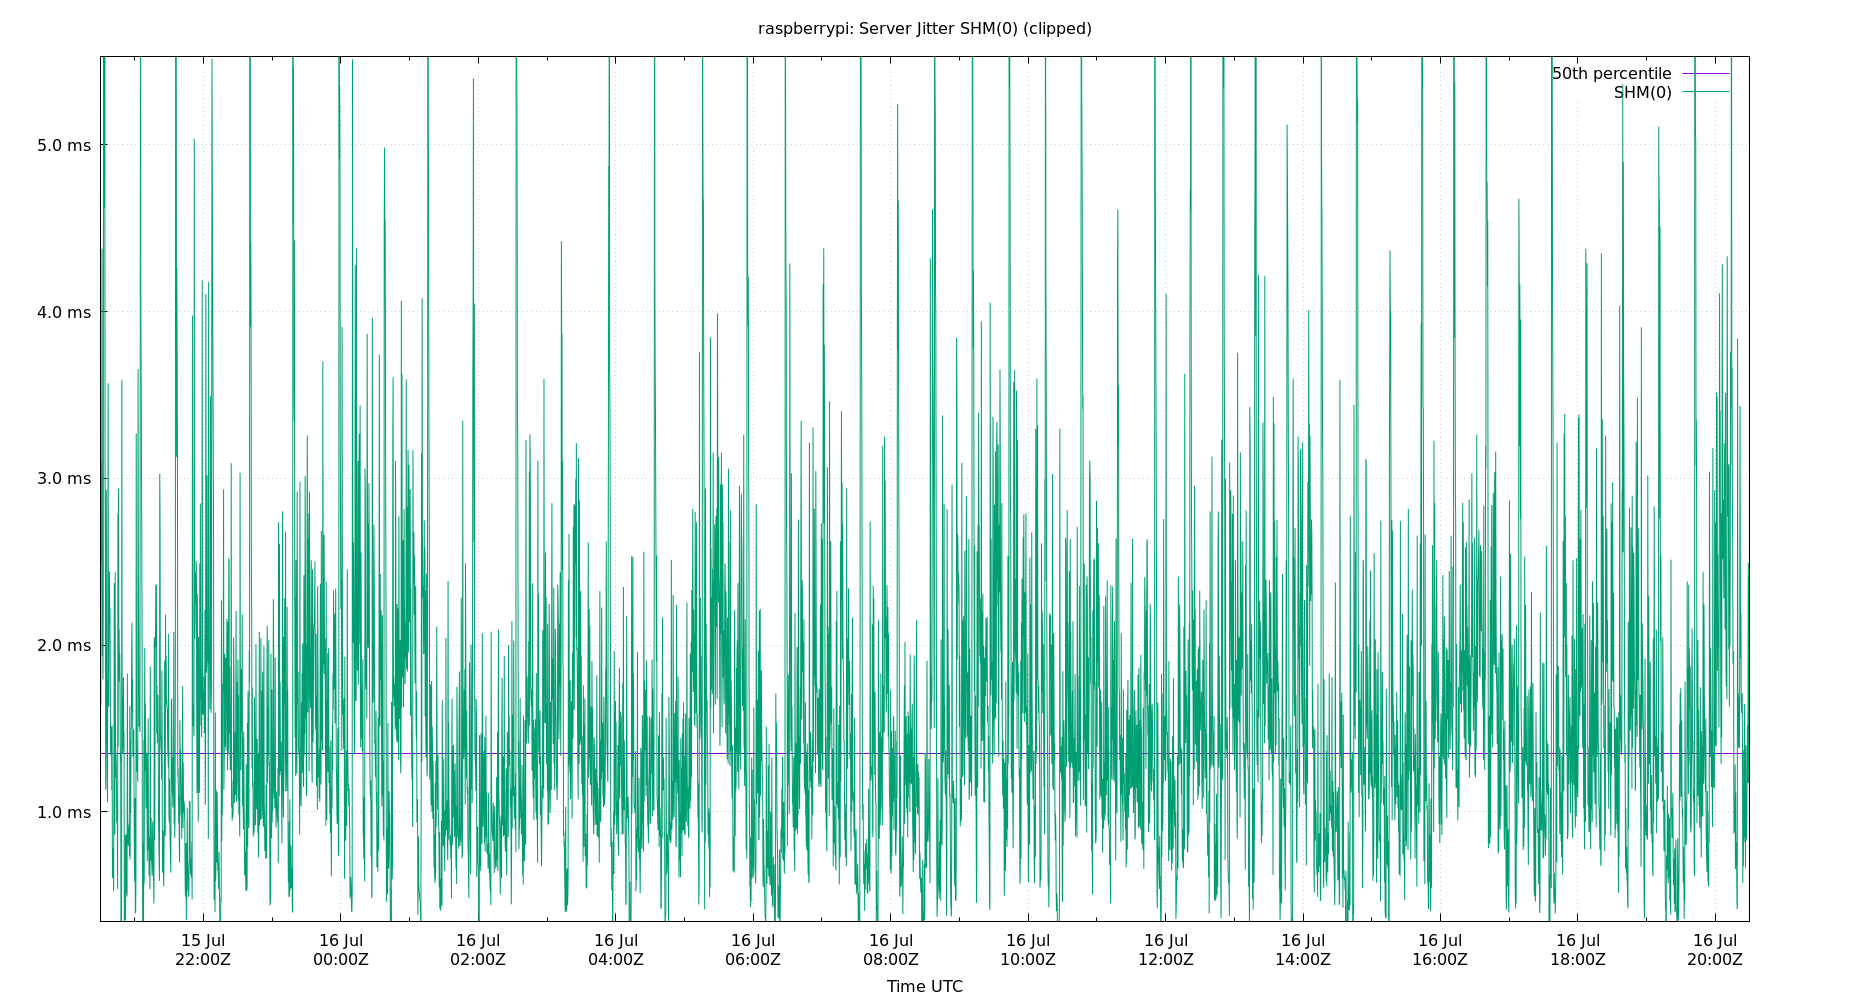 raspberrypi: Server Jitter SHM(0) (clipped)
50th percentile
SHM(0)
5.0 ms
4.0 ms
3.0 ms
2.0 ms
1.0 ms
15 Jul 16 Jul 16 Jul 16 Jul 16 Jul 16 Jul 16 Jul 16 Jul 16 Jul 16 Jul 16 Jul 16 Jul
22:00Z 00:00Z 02:00Z 04:00Z 06:00Z 08:00Z 10:00Z 12:00Z 14:00Z 16:00Z 18:00Z 20:00Z
Time UTC